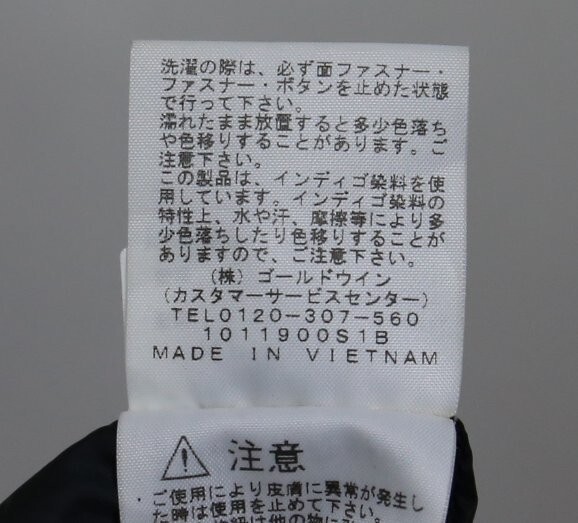 洗濯の際は、必ず面ファスナー・
ファスナー・ボタンを止めた状態
で行って下さい。
濡れたまま放置すると多少色落ち
や色移りすることがあります。ご
注意下さい。
この製品は、インディゴ染料を使
用しています。インディゴ染料の
特性上、水や汗、摩擦等により多
少色落ちしたり色移りすることが
ありますので、ご注意下さい。
(株)ゴールドウイン
(カスタマーサービスセンター)
TEL0120-307-560
1011900S1B
MADE IN VIETNAM
注意
・ご使用により皮膚に異常が発生し
た時は使用を止めて下さい。